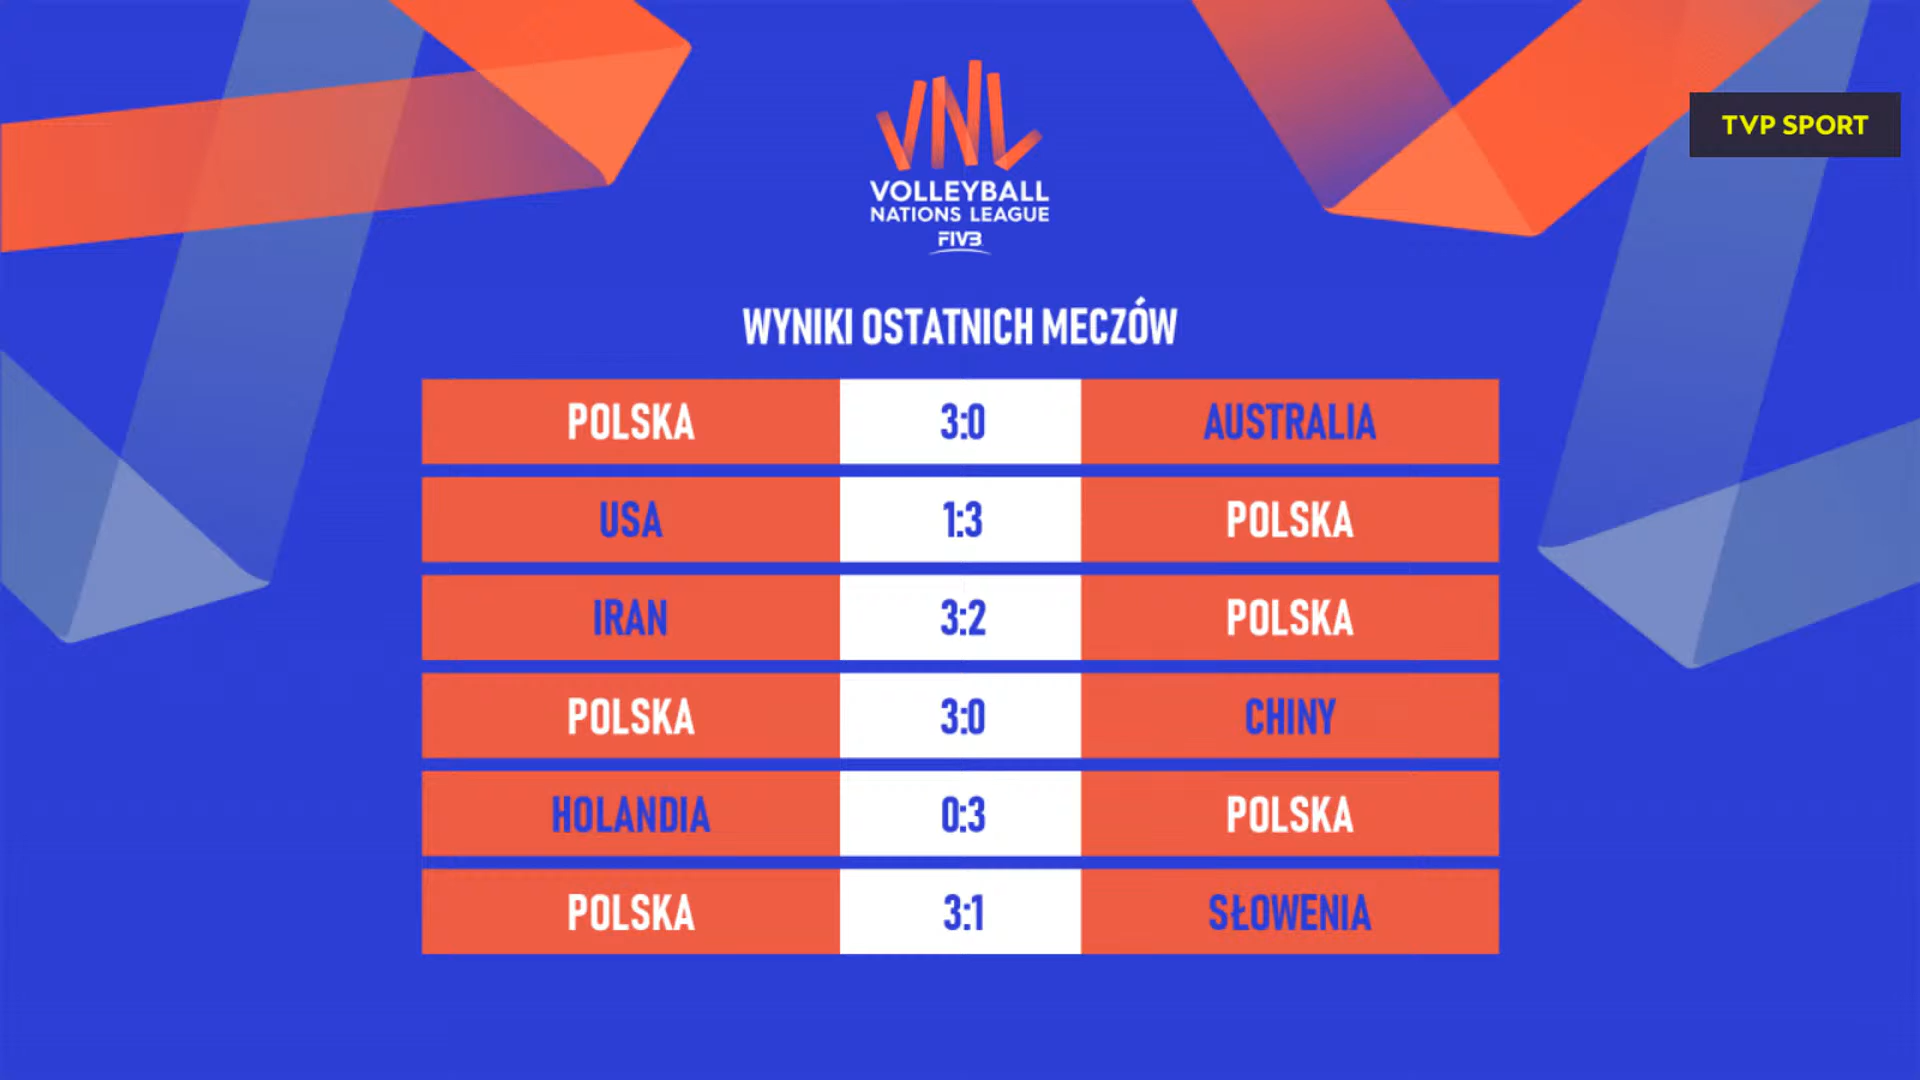 VNL
VOLLEYBALL
NATIONS LEAGUE
FIVB
TVP SPORT
WYNIKI OSTATNICH MECZÓW
POLSKA 3:0 AUSTRALIA
USA 1:3 POLSKA
IRAN 3:2 POLSKA
POLSKA 3:0 CHINY
HOLANDIA 0:3 POLSKA
POLSKA 3:1 SŁOWENIA